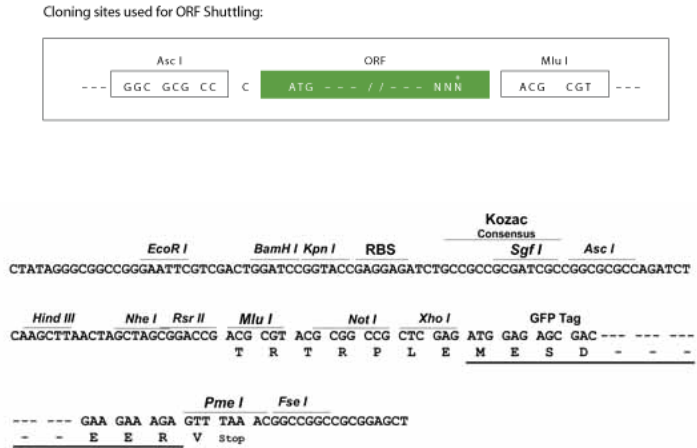 Cloning sites used for ORF Shuttling:
Asc I ORF Mlu I
--- GGC GCG CC C ATG --- // --- NNN* ACG CGT ---
Kozac
Consensus
EcoR I BamH I Kpn I RBS Sgf I Asc I
CTATAGGGCGGCCGGGAATTCGTCGACTGGATCCGGTACCGAGGAGATCTGCCGCCGCGATCGCCGGCGCGCCAGATCT
Hind III Nhe I Rsr II Mlu I Not I Xho I GFP Tag
CAAGCTTAACTAGCTAGCGGACCG ACG CGT ACG CGG CCG CTC GAG ATG GAG AGC GAC--- --- ---
T R T R P L E M E S D - - -
Pme I Fse I
--- --- GAA GAA AGA GTT TAA ACGGCCGGCCGCGGAGCT
- - E E R V Stop